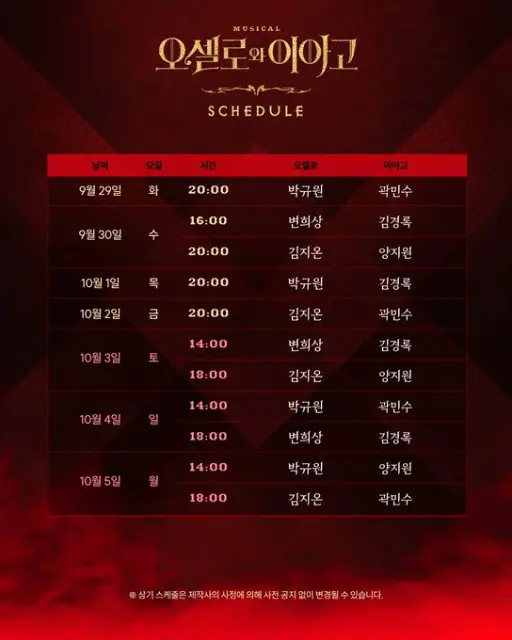 MUSICAL
오셀로와 이아고
SCHEDULE
날짜 요일 시간 오셀로 이아고
9월 29일 화 20:00 박규원 곽민수
9월 30일 수 16:00 변희상 김경록
20:00 김지온 양지원
10월 1일 목 20:00 박규원 김경록
10월 2일 금 20:00 김지온 곽민수
10월 3일 토 14:00 변희상 김경록
18:00 김지온 양지원
10월 4일 일 14:00 박규원 곽민수
18:00 변희상 김경록
10월 5일 월 14:00 박규원 양지원
18:00 김지온 곽민수
※ 상기 스케줄은 제작사의 사정에 의해 사전 공지 없이 변경될 수 있습니다.